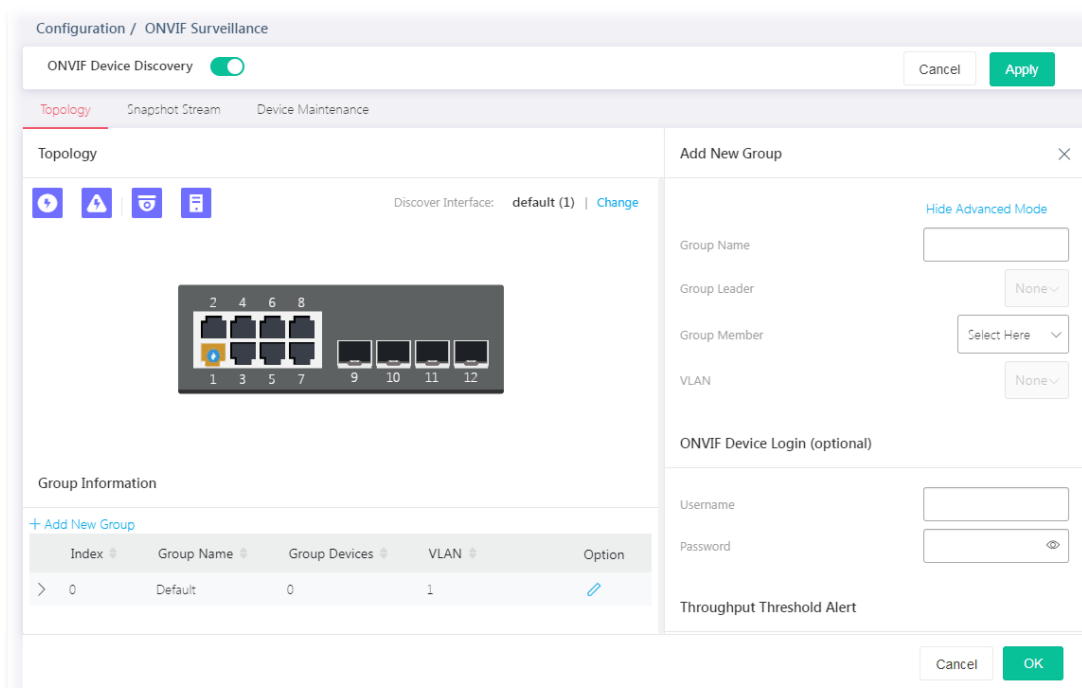 Configuration / ONVIF Surveillance
ONVIF Device Discovery
Cancel
Apply
Topology
Snapshot Stream
Device Maintenance
Topology
Discover Interface: default (1) | Change
2 4 6 8
1 3 5 7 9 10 11 12
Group Information
+ Add New Group
Index Group Name Group Devices VLAN Option
0 Default 0 1
Add New Group
Hide Advanced Mode
Group Name
Group Leader None
Group Member Select Here
VLAN None
ONVIF Device Login (optional)
Username
Password
Throughput Threshold Alert
Cancel
OK